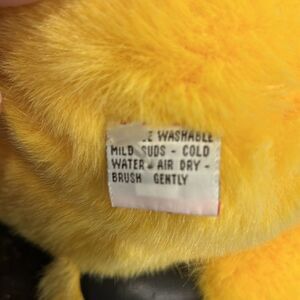 WASHABLE
MILD SUDS - COLD
WATER - AIR DRY -
BRUSH GENTLY